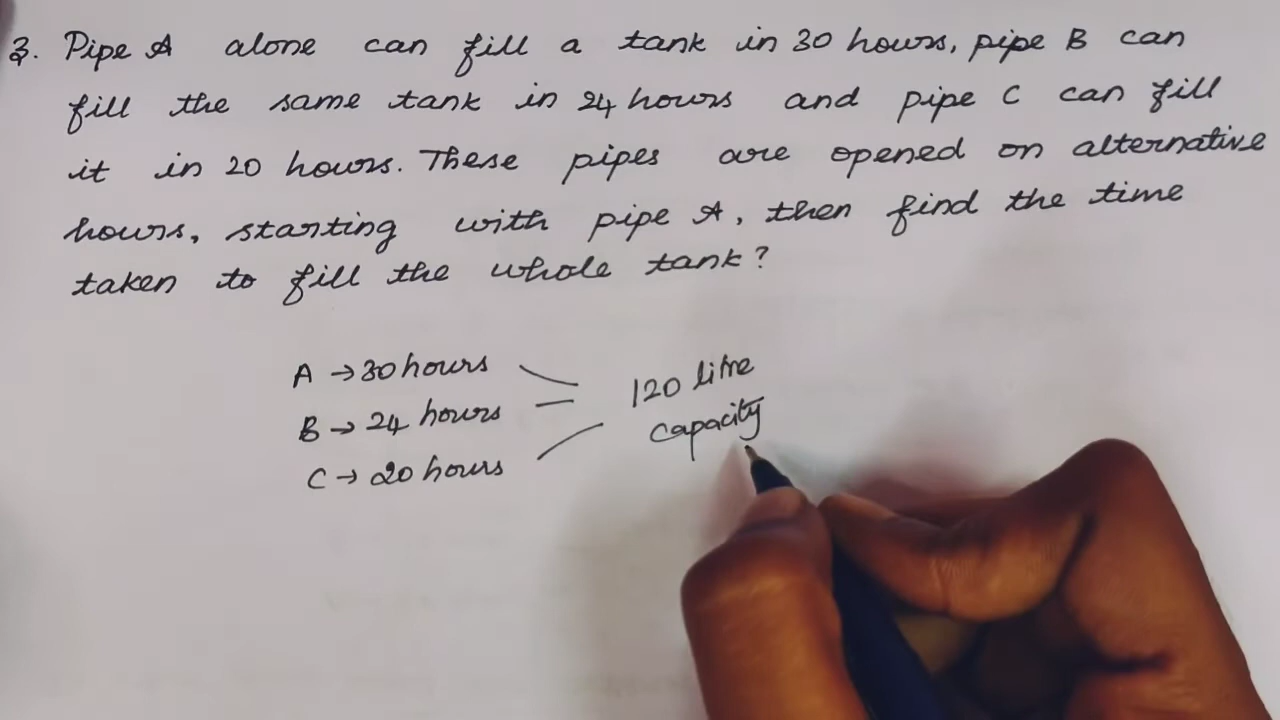 3. Pipe A alone can fill a tank in 30 hours, pipe B can
fill the same tank in 24 hours and pipe C can fill
it in 20 hours. These pipes are opened on alternative
hours, starting with pipe A, then find the time
taken to fill the whole tank?
A → 30 hours
B → 24 hours
C → 20 hours
120 litre
capacity